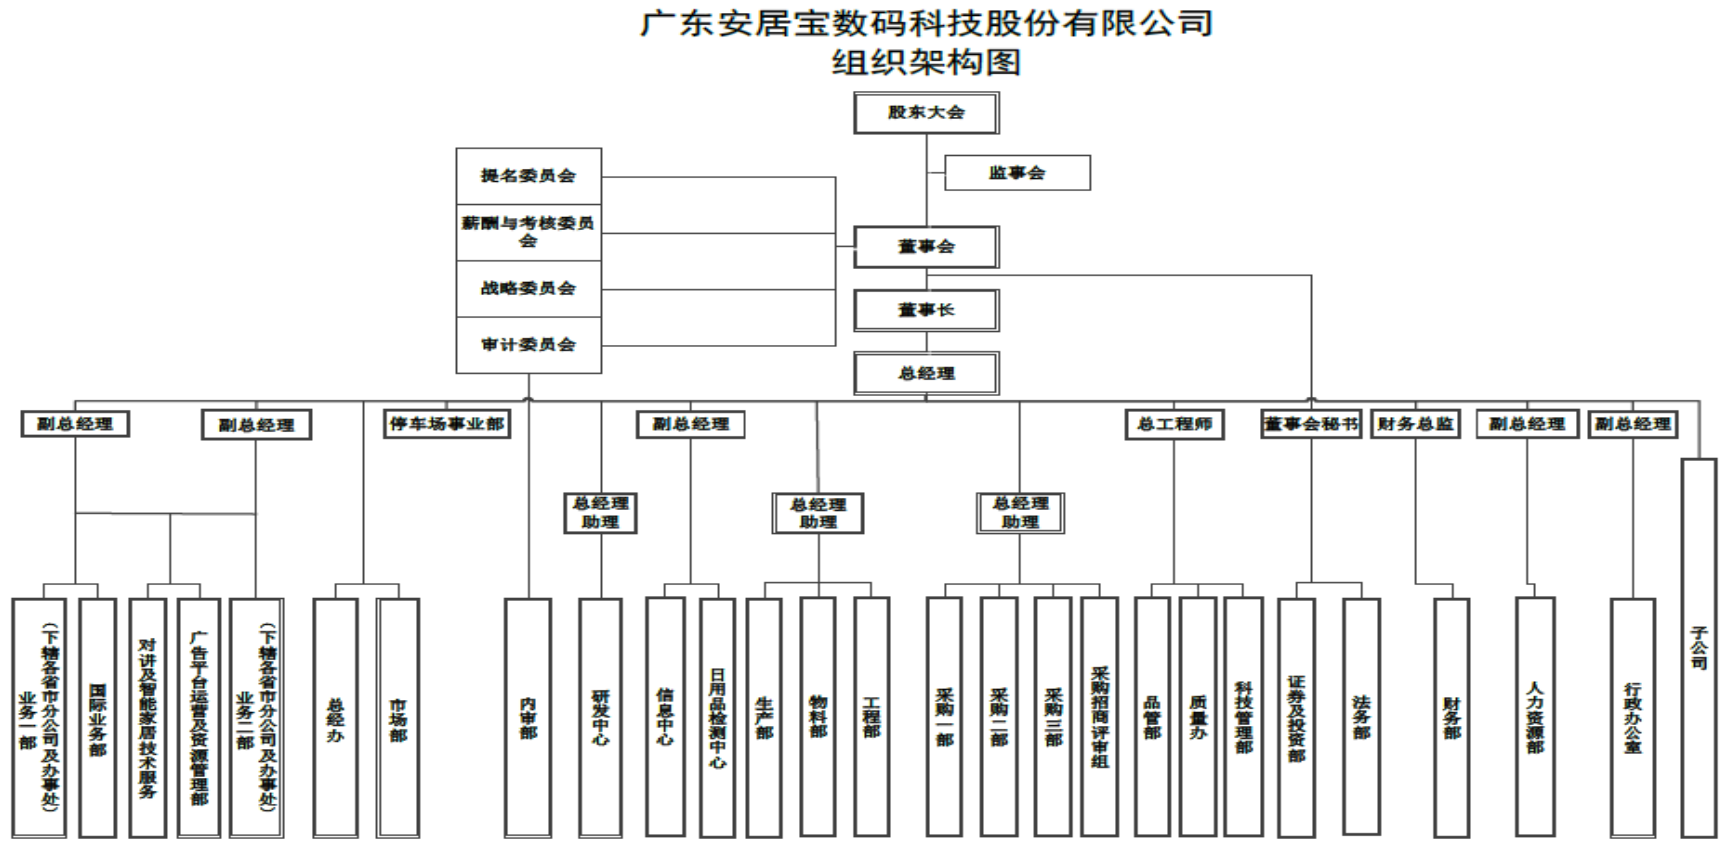 广东安居宝数码科技股份有限公司
组织架构图
股东大会
监事会
提名委员会
薪酬与考核委员
会
战略委员会
审计委员会
董事会
董事长
总经理
副总经理
副总经理
停车场事业部
副总经理
总工程师
董事会秘书
财务总监
副总经理
副总经理
总经理
助理
总经理
助理
总经理
助理
业务一部
（下辖各省市分公司及办事处）
国际业务部
对讲及智能家居技术服务
广告平台运营及资源管理部
业务二部
（下辖各省市分公司及办事处）
总经办
市场部
内审部
研发中心
信息中心
日用品检测中心
生产部
物料部
工程部
采购一部
采购二部
采购三部
采购招商评审组
品管部
质量办
科技管理部
证券及投资部
法务部
财务部
人力资源部
行政办公室
子公司